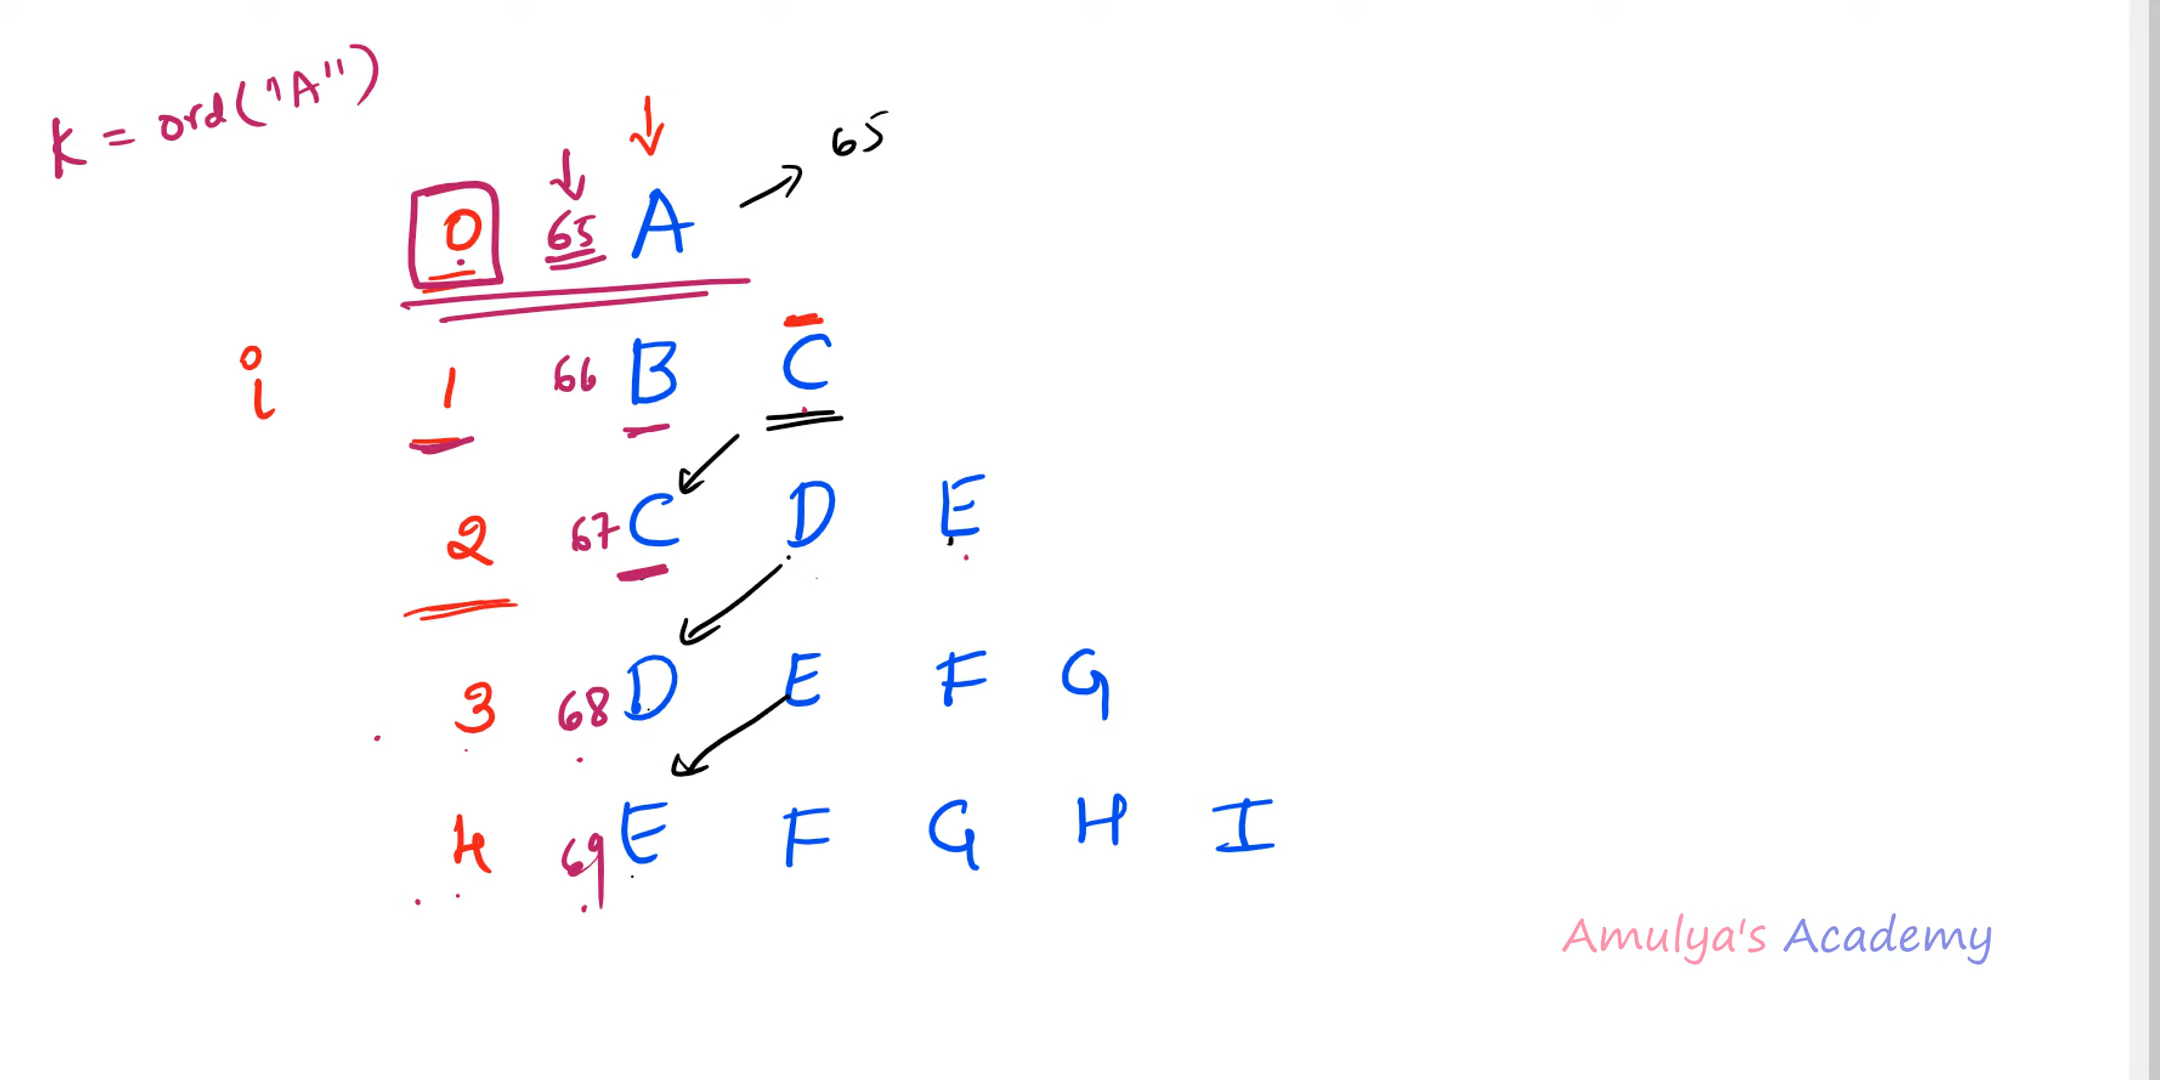 K = ord("A")
65
0 65 A
i 1 66 B C
2 67 C D E
3 68 D E F G
4 69 E F G H I
Amulya's Academy